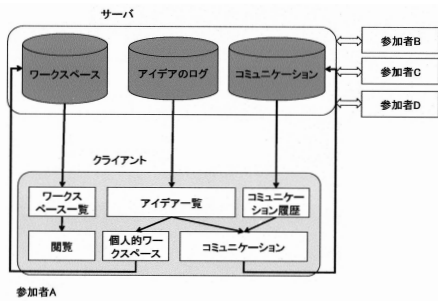 サーバ
ワークスペース
アイデアのログ
コミュニケーション
参加者B
参加者C
参加者D
クライアント
ワークス
ペース一覧
アイデア一覧
コミュニケー
ション履歴
閲覧
個人的ワー
クスペース
コミュニケーション
参加者A